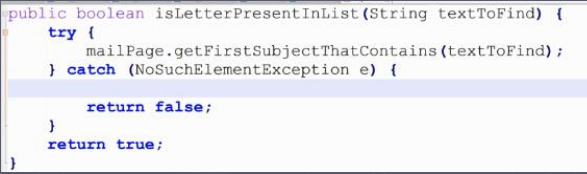 public boolean isLetterPresentInList(String textToFind) {
try {
mailPage.getFirstSubjectThatContains(textToFind);
} catch (NoSuchElementException e) {
return false;
}
return true;
}